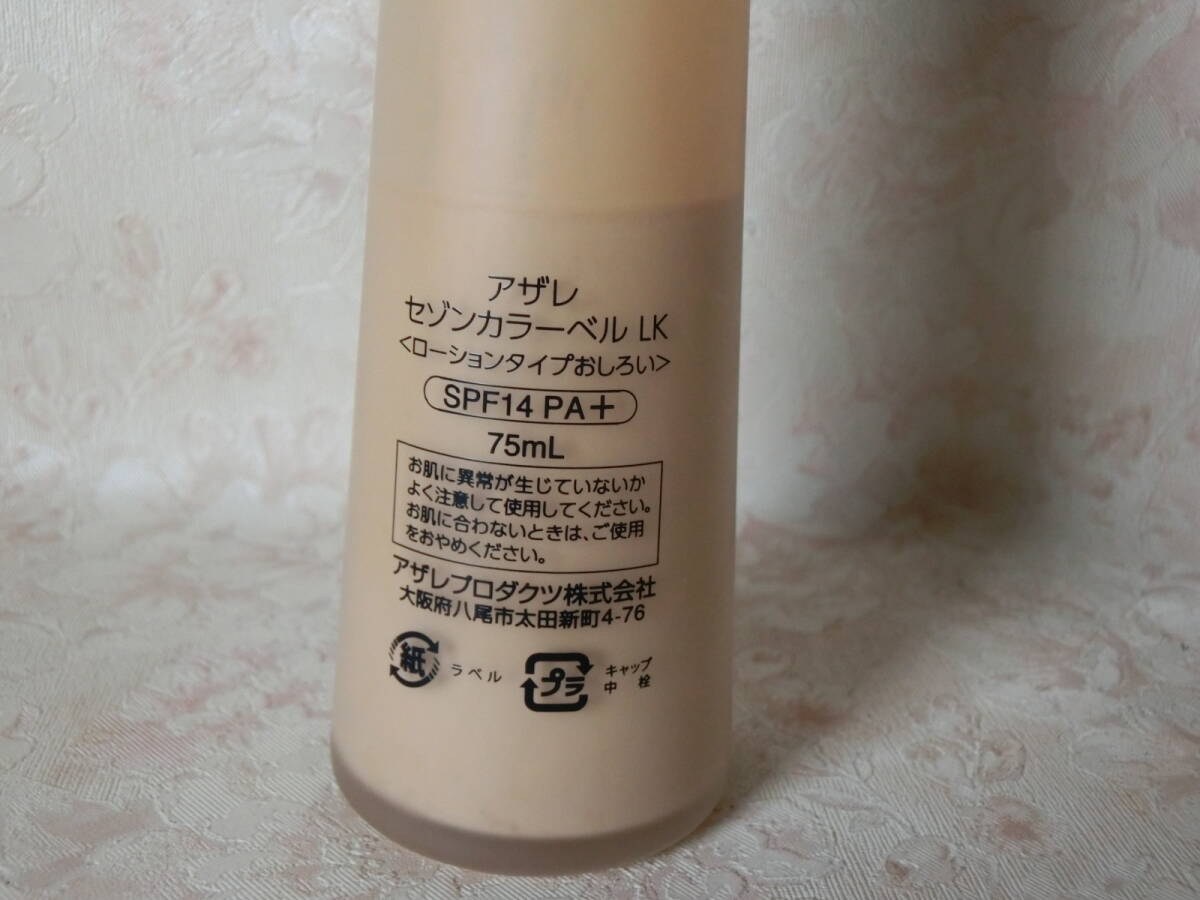 アザレ
セゾンカラーベル LK
<ローションタイプおしろい>
SPF14 PA＋
75mL
お肌に異常が生じていないか
よく注意して使用してください。
お肌に合わないときは、ご使用
をおやめください。
アザレプロダクツ株式会社
大阪府八尾市太田新町4-76
紙 ラベル プラ キャップ
中 栓